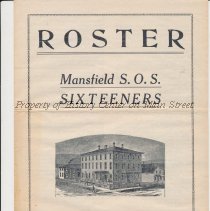 ROSTER
Mansfield S. O. S.
SIXTEENERS
Property of History Center on Main Street